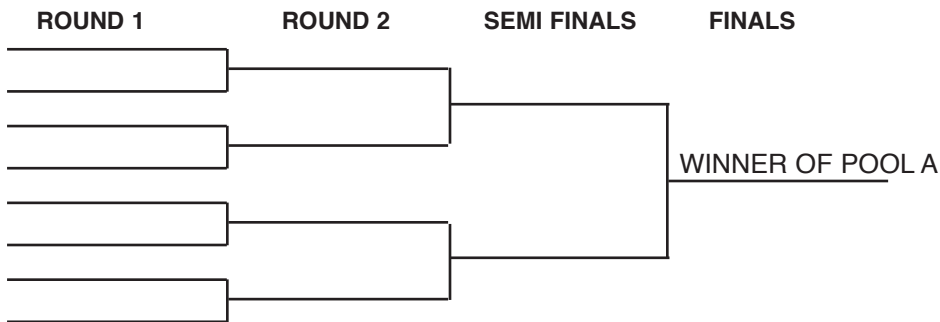 ROUND 1 ROUND 2 SEMI FINALS FINALS
WINNER OF POOL A